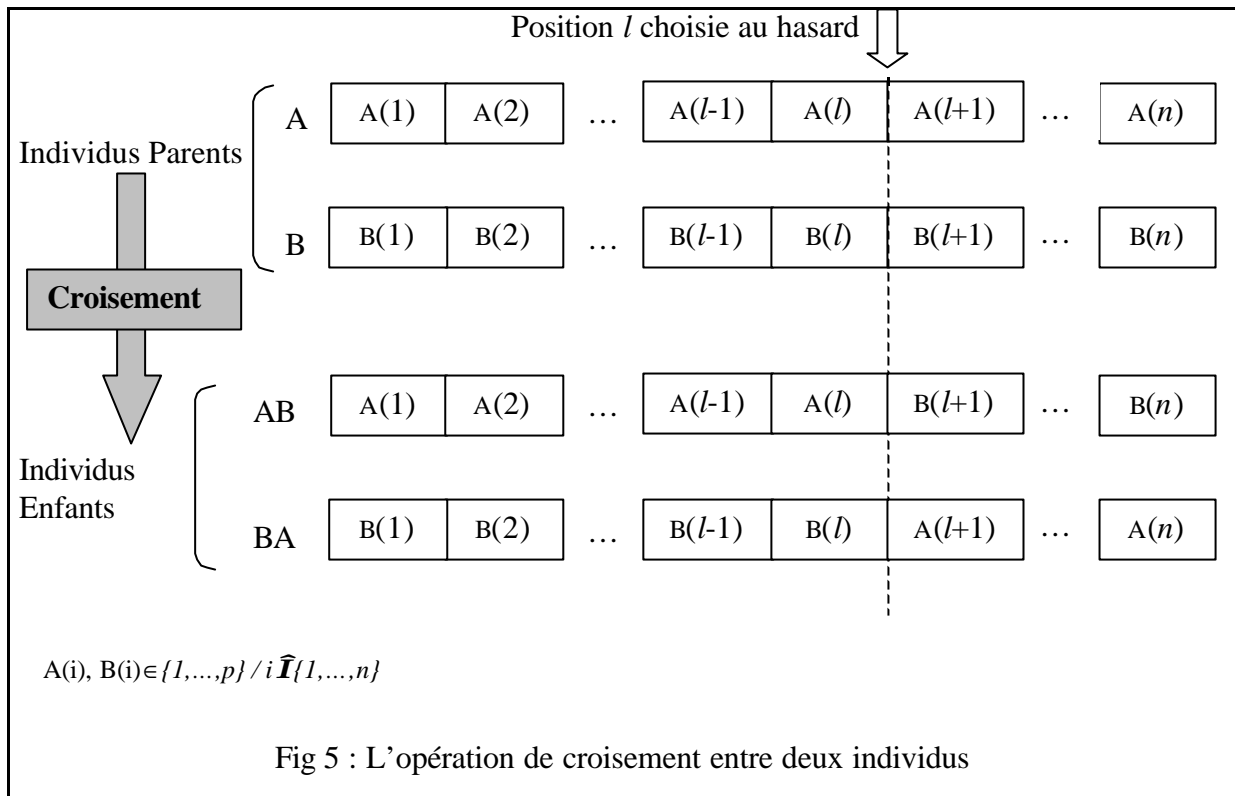 Position l choisie au hasard
A A(1) A(2) … A(l-1) A(l) A(l+1) … A(n)
Individus Parents
B B(1) B(2) … B(l-1) B(l) B(l+1) … B(n)
Croisement
AB A(1) A(2) … A(l-1) A(l) B(l+1) … B(n)
Individus
Enfants
BA B(1) B(2) … B(l-1) B(l) A(l+1) … A(n)
A(i), B(i)∈{1,...,p} / i Î{1,...,n}
Fig 5 : L’opération de croisement entre deux individus